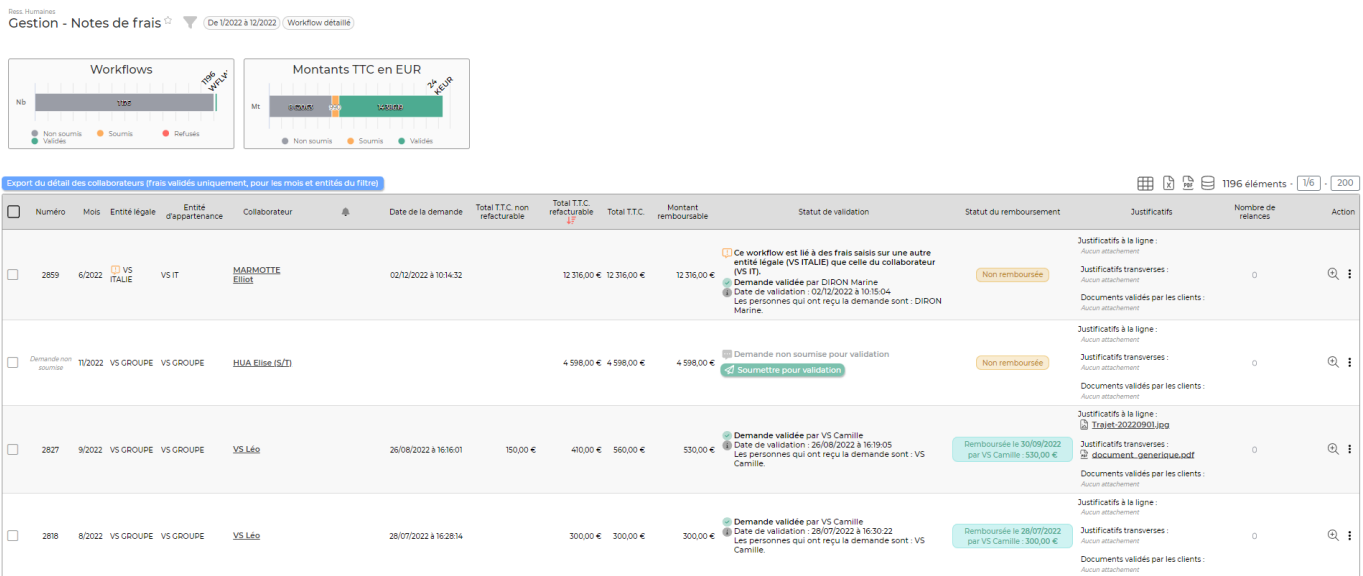 Ress. Humaines
Gestion - Notes de frais
De 1/2022 à 12/2022 Workflow détaillé
Workflows
1196
WFLW
Nb
Non soumis Soumis Refusés
Validés
Montants TTC en EUR
24
KEUR
Mt
Non soumis Soumis Validés
Export du détail des collaborateurs (frais validés uniquement, pour les mois et entités du filtre)
1196 éléments - 1/6 - 200
Numéro Mois Entité légale Entité d'appartenance Collaborateur Date de la demande Total T.T.C. non refacturable Total T.T.C. refacturable Total T.T.C. Montant remboursable Statut de validation Statut du remboursement Justificatifs Nombre de relances Action
2859 6/2022 VS ITALIE VS IT MARMOTTE Elliot 02/12/2022 à 10:14:32 12 316,00 € 12 316,00 € 12 316,00 €
Ce workflow est lié à des frais saisis sur une autre
entité légale (VS ITALIE) que celle du collaborateur
(VS IT).
Demande validée par DIRON Marine
Date de validation : 02/12/2022 à 10:15:04
Les personnes qui ont reçu la demande sont : DIRON
Marine.
Non remboursée
Justificatifs à la ligne :
Aucun attachement
Justificatifs transverses :
Aucun attachement
Documents validés par les clients :
Aucun attachement
0
Demande non soumise 11/2022 VS GROUPE VS GROUPE HUA Elise (S/T) 4 598,00 € 4 598,00 € 4 598,00 €
Demande non soumise pour validation
Soumettre pour validation
Non remboursée
Justificatifs à la ligne :
Aucun attachement
Justificatifs transverses :
Aucun attachement
Documents validés par les clients :
Aucun attachement
0
2827 9/2022 VS GROUPE VS GROUPE VS Léo 26/08/2022 à 16:16:01 150,00 € 410,00 € 560,00 € 530,00 €
Demande validée par VS Camille
Date de validation : 26/08/2022 à 16:19:05
Les personnes qui ont reçu la demande sont : VS
Camille.
Remboursée le 30/09/2022
par VS Camille : 530,00 €
Justificatifs à la ligne :
Trajet-20220901.jpg
Justificatifs transverses :
document_generique.pdf
Documents validés par les clients :
Aucun attachement
0
2818 8/2022 VS GROUPE VS GROUPE VS Léo 28/07/2022 à 16:28:14 300,00 € 300,00 € 300,00 €
Demande validée par VS Camille
Date de validation : 28/07/2022 à 16:30:22
Les personnes qui ont reçu la demande sont : VS
Camille.
Remboursée le 28/07/2022
par VS Camille : 300,00 €
Justificatifs à la ligne :
Aucun attachement
Justificatifs transverses :
Aucun attachement
Documents validés par les clients :
Aucun attachement
0